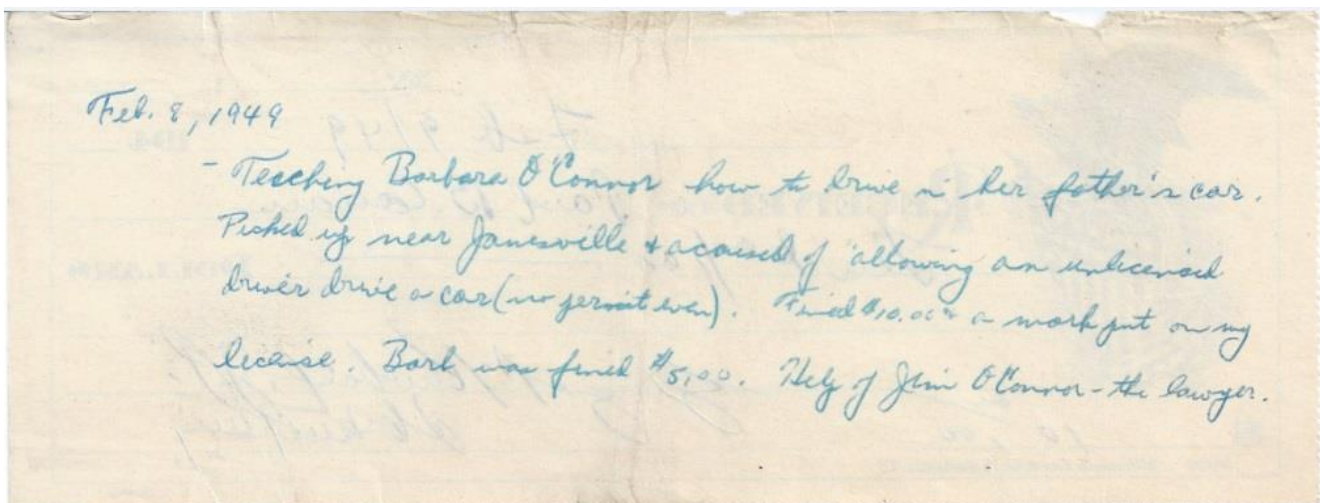 Feb. 8, 1949
- Teaching Barbara O'Connor how to drive in her father's car.
Picked up near Janesville & accused of "allowing an unlicensed
driver drive a car (no permit even). Fined $10.00 & a mark put on my
license. Barb was fined $5.00. Help of Jim O'Connor - the lawyer.